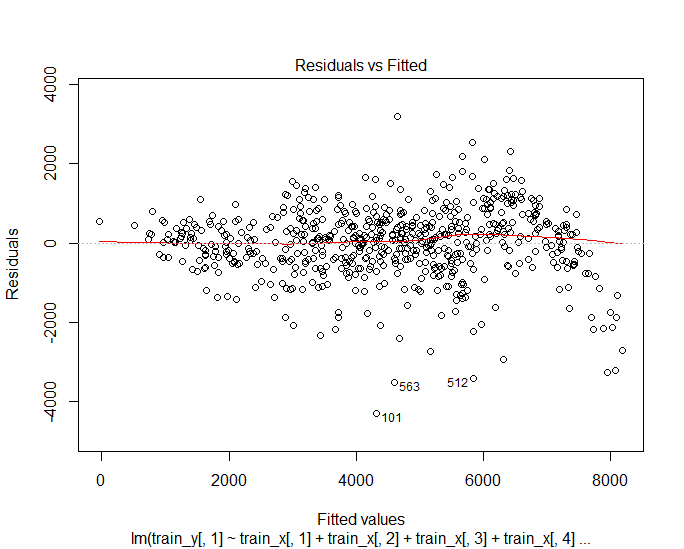 Residuals vs Fitted
4000
2000
0
-2000
-4000
Residuals
563
512
101
0 2000 4000 6000 8000
Fitted values
lm(train_y[, 1] ~ train_x[, 1] + train_x[, 2] + train_x[, 3] + train_x[, 4] ...